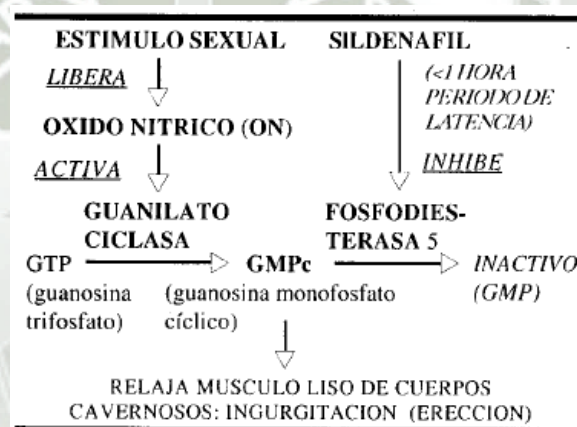 ESTIMULO SEXUAL SILDENAFIL
LIBERA
(<1 HORA
PERIODO DE
LATENCIA)
OXIDO NITRICO (ON)
ACTIVA
INHIBE
GUANILATO
CICLASA
FOSFODIES-
TERASA 5
GTP
(guanosina
trifosfato)
GMPc
(guanosina monofosfato
cíclico)
INACTIVO
(GMP)
RELAJA MUSCULO LISO DE CUERPOS
CAVERNOSOS: INGURGITACION (ERECCION)